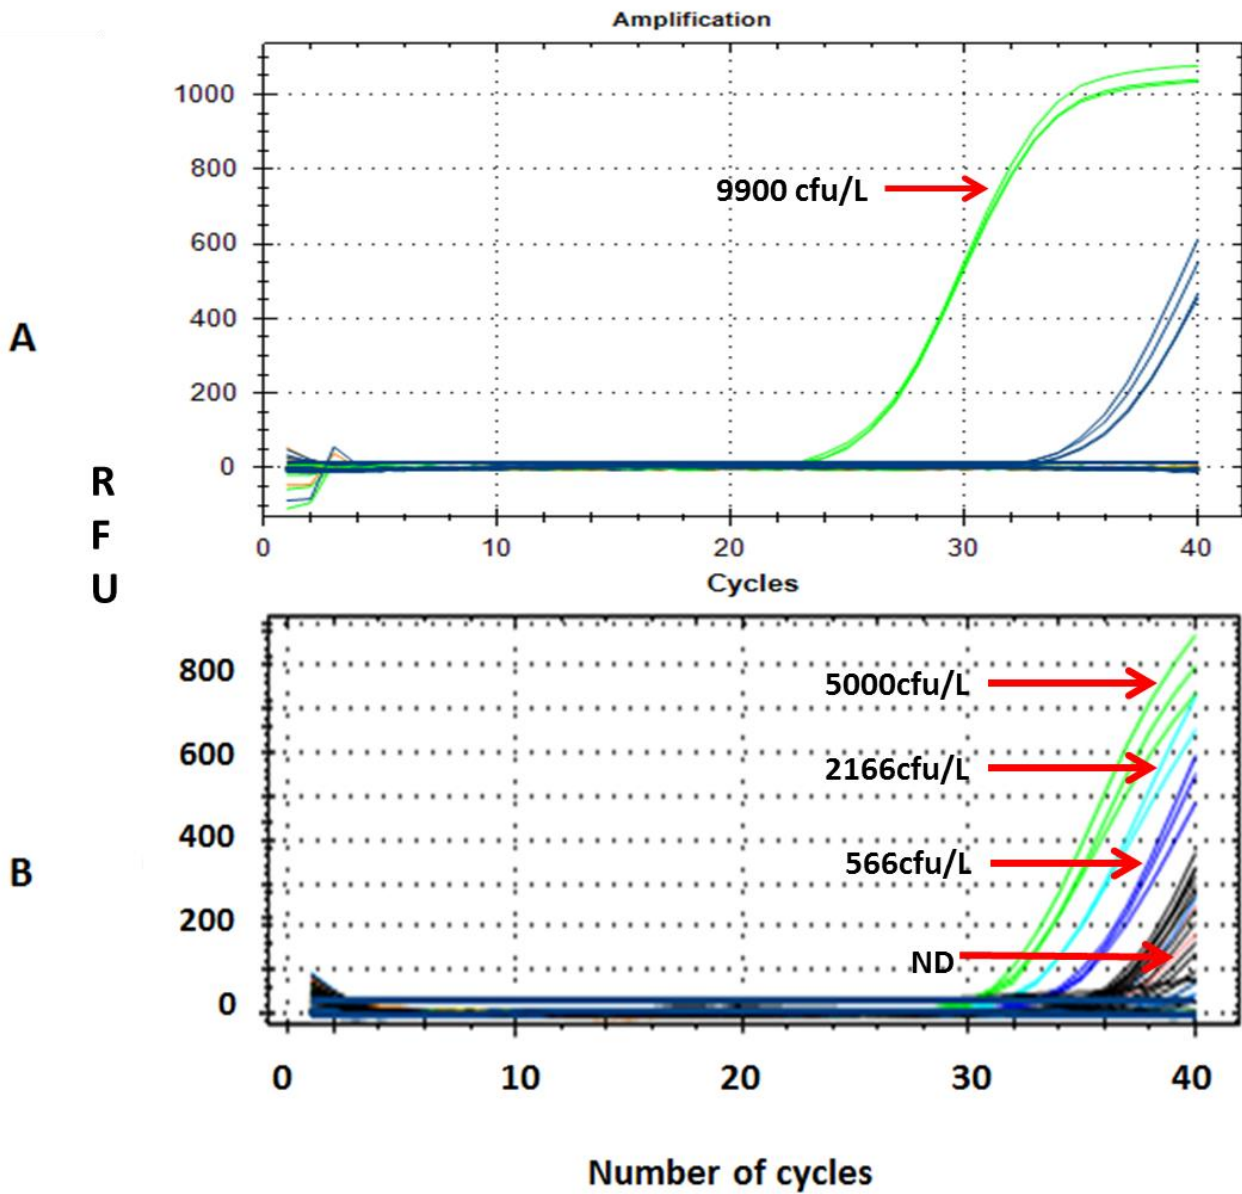 Amplification
1000
800
9900 cfu/L
600
400
200
0
A
R
F
U
0 10 20 30 40
Cycles
800
5000cfu/L
600
2166cfu/L
400
566cfu/L
B
200
ND
0
0 10 20 30 40
Number of cycles